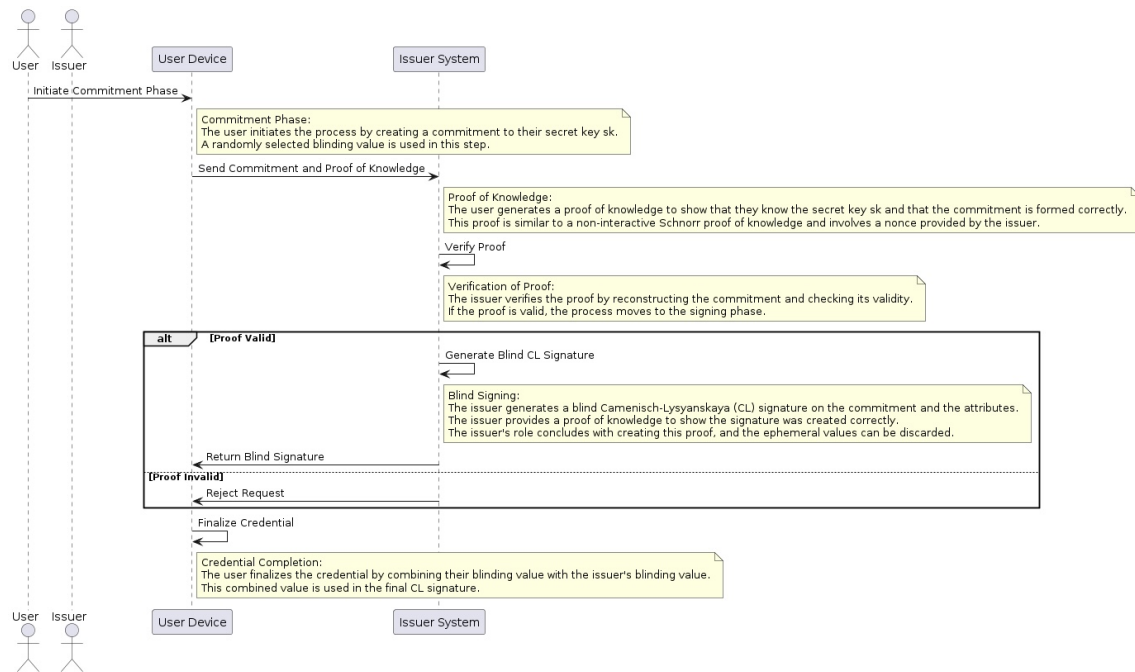 User
Issuer
User Device
Issuer System
Initiate Commitment Phase
Commitment Phase:
The user initiates the process by creating a commitment to their secret key sk.
A randomly selected blinding value is used in this step.
Send Commitment and Proof of Knowledge
Proof of Knowledge:
The user generates a proof of knowledge to show that they know the secret key sk and that the commitment is formed correctly.
This proof is similar to a non-interactive Schnorr proof of knowledge and involves a nonce provided by the issuer.
Verify Proof
Verification of Proof:
The issuer verifies the proof by reconstructing the commitment and checking its validity.
If the proof is valid, the process moves to the signing phase.
alt
[Proof Valid]
Generate Blind CL Signature
Blind Signing:
The issuer generates a blind Camenisch-Lysyanskaya (CL) signature on the commitment and the attributes.
The issuer provides a proof of knowledge to show the signature was created correctly.
The issuer's role concludes with creating this proof, and the ephemeral values can be discarded.
Return Blind Signature
[Proof Invalid]
Reject Request
Finalize Credential
Credential Completion:
The user finalizes the credential by combining their blinding value with the issuer's blinding value.
This combined value is used in the final CL signature.
User
Issuer
User Device
Issuer System